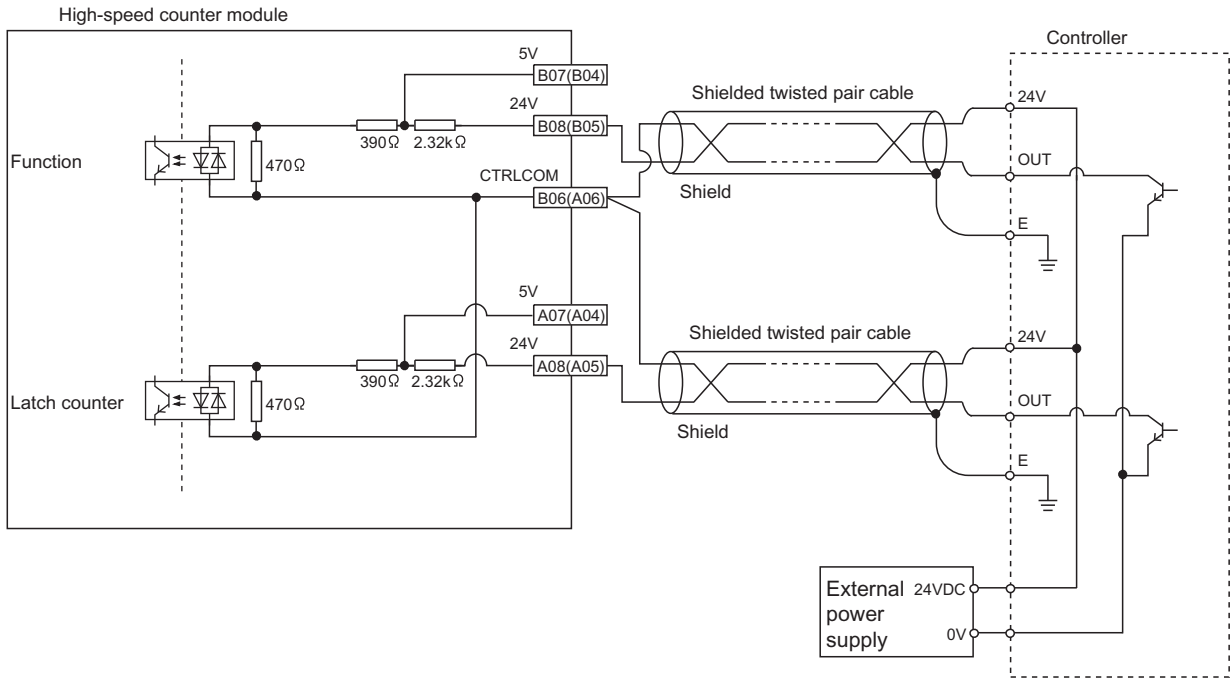 High-speed counter module
Controller
5V
B07(B04)
24V
B08(B05)
390Ω
2.32kΩ
470Ω
Function
CTRLCOM
B06(A06)
Shielded twisted pair cable
Shield
24V
OUT
E
5V
A07(A04)
24V
A08(A05)
390Ω
2.32kΩ
470Ω
Latch counter
Shielded twisted pair cable
Shield
24V
OUT
E
External
power
supply
24VDC
0V